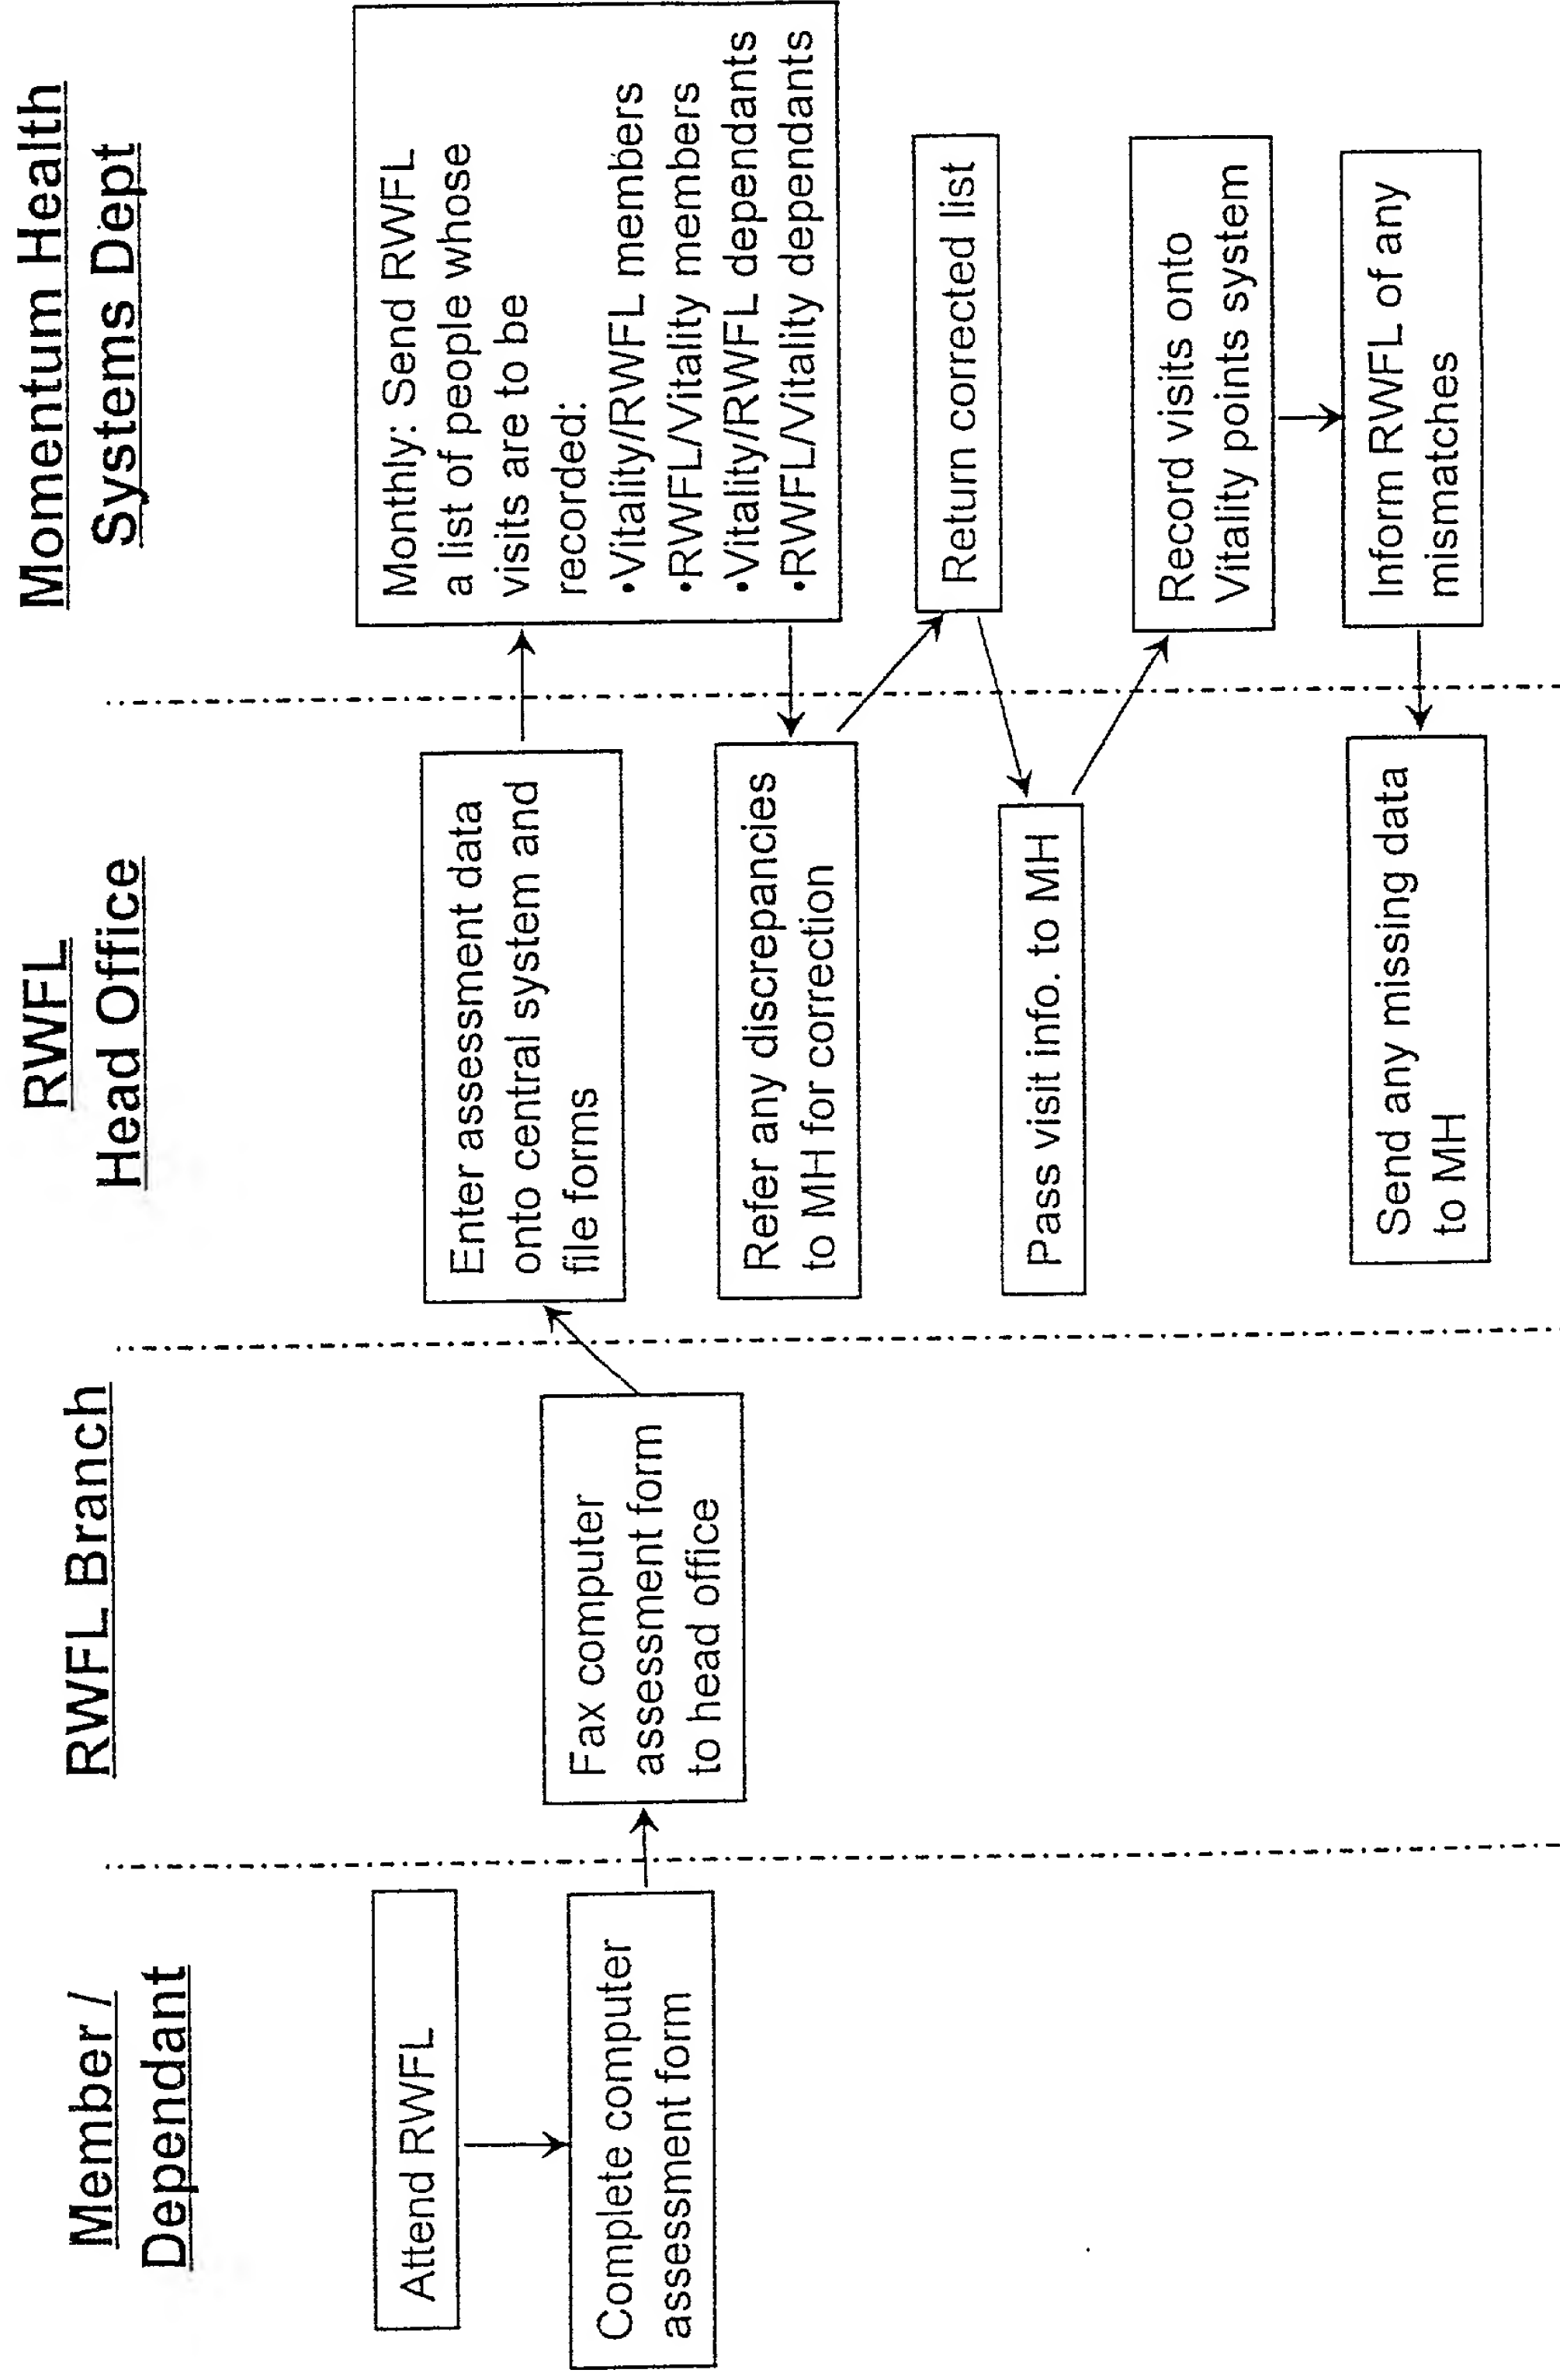 Member /
Dependant
RWFL Branch
RWFL
Head Office
Momentum Health
Systems Dept
Attend RWFL
Complete computer
assessment form
Fax computer
assessment form
to head office
Enter assessment data
onto central system and
file forms
Monthly: Send RWFL
a list of people whose
visits are to be
recorded:
•Vitality/RWFL members
•RWFL/Vitality members
•Vitality/RWFL dependants
•RWFL/Vitality dependants
Refer any discrepancies
to MH for correction
Return corrected list
Pass visit info. to MH
Record visits onto
Vitality points system
Inform RWFL of any
mismatches
Send any missing data
to MH